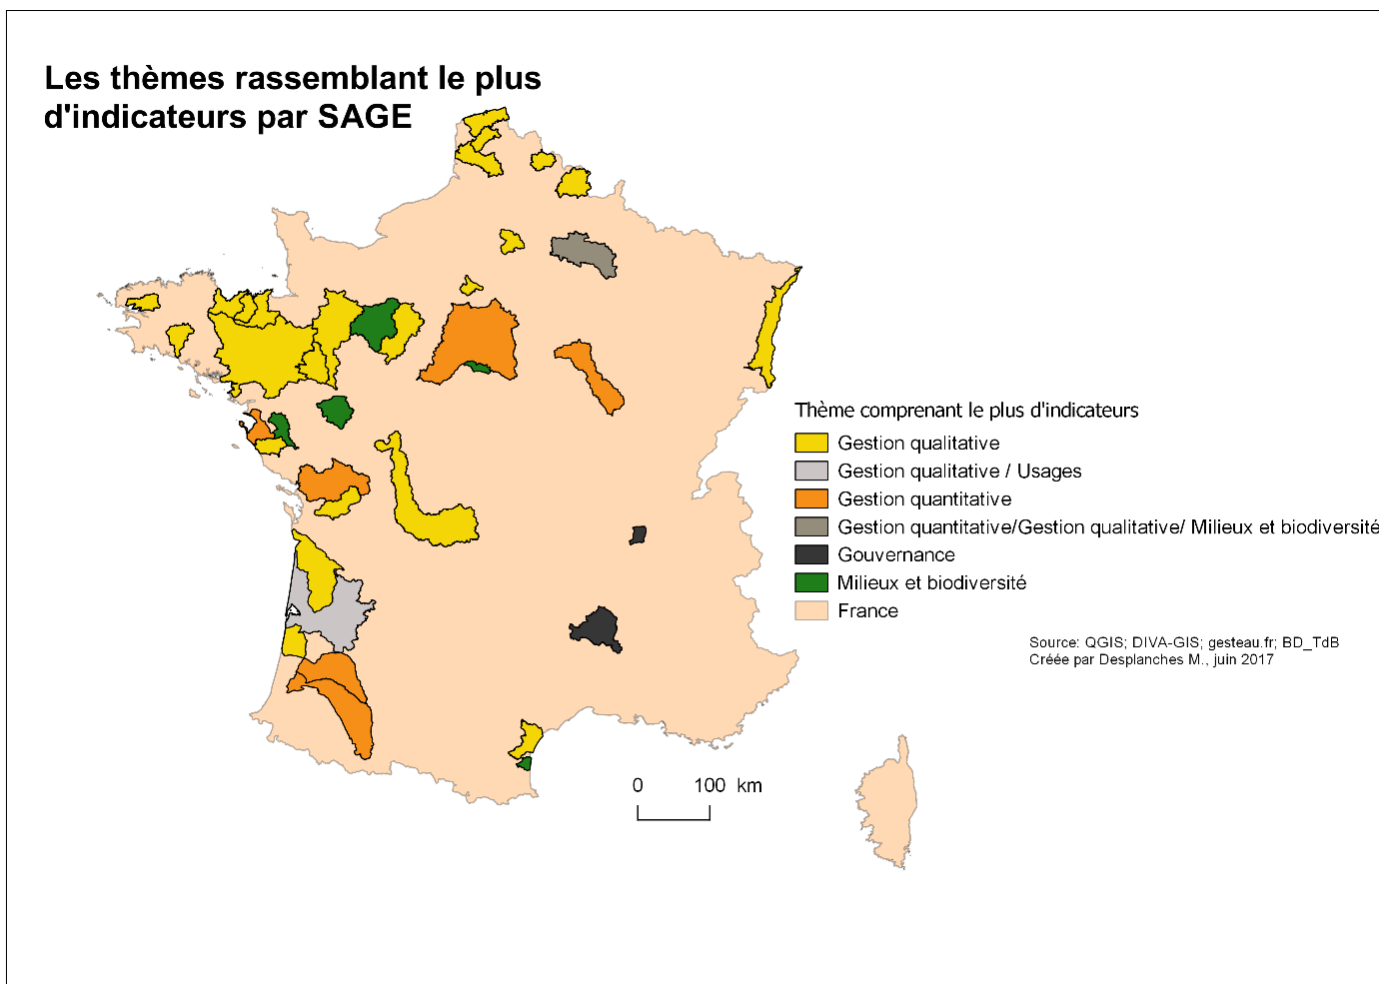 Les thèmes rassemblant le plus
d'indicateurs par SAGE
Thème comprenant le plus d'indicateurs
Gestion qualitative
Gestion qualitative / Usages
Gestion quantitative
Gestion quantitative/Gestion qualitative/ Milieux et biodiversité
Gouvernance
Milieux et biodiversité
France
Source: QGIS; DIVA-GIS; gesteau.fr; BD_TdB
Créée par Desplanches M., juin 2017
0 100 km